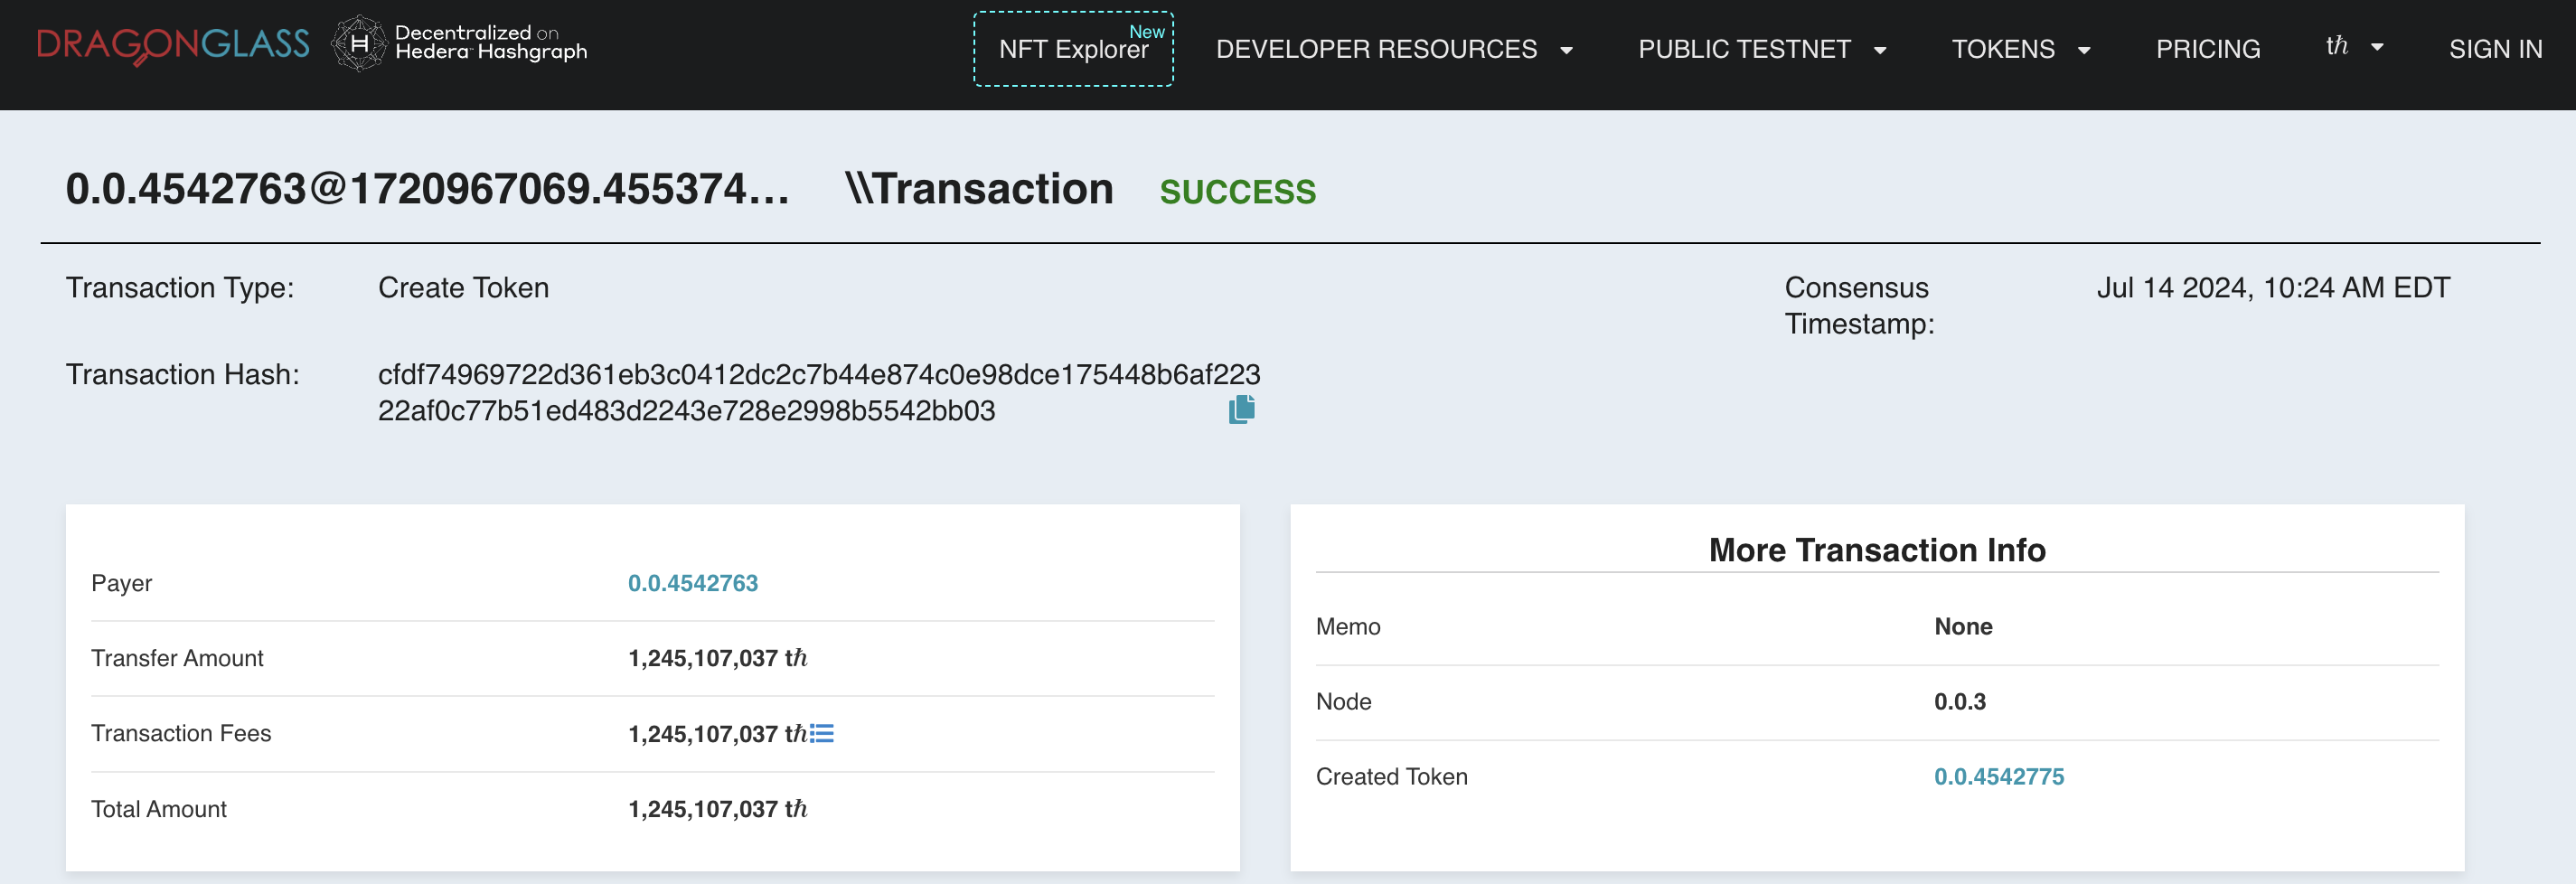 DRAGONGLASS
Decentralized on
Hedera™ Hashgraph
New
NFT Explorer
DEVELOPER RESOURCES
PUBLIC TESTNET
TOKENS
PRICING
tℏ
SIGN IN
0.0.4542763@1720967069.455374... \\Transaction SUCCESS
Transaction Type: Create Token
Consensus Timestamp: Jul 14 2024, 10:24 AM EDT
Transaction Hash: cfdf74969722d361eb3c0412dc2c7b44e874c0e98dce175448b6af223
22af0c77b51ed483d2243e728e2998b5542bb03
Payer 0.0.4542763
Transfer Amount 1,245,107,037 tℏ
Transaction Fees 1,245,107,037 tℏ
Total Amount 1,245,107,037 tℏ
More Transaction Info
Memo None
Node 0.0.3
Created Token 0.0.4542775